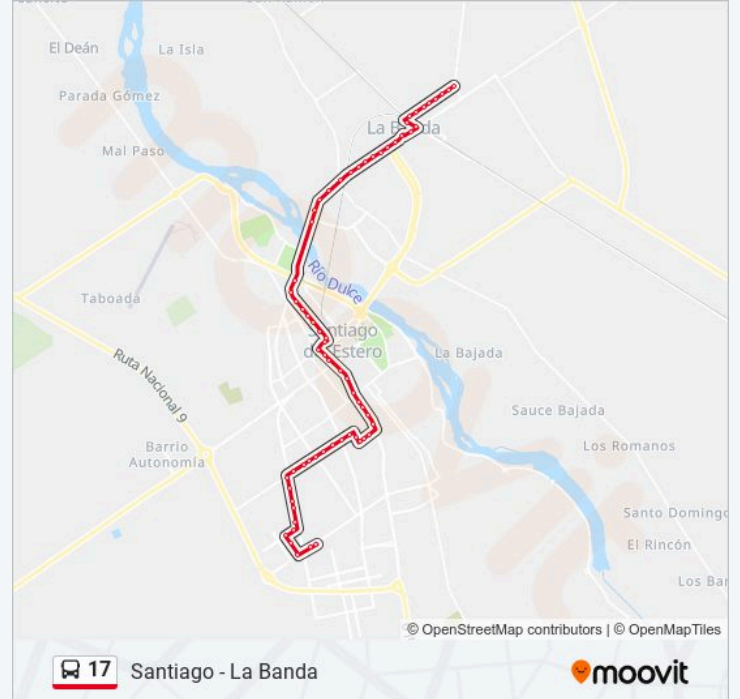 El Deán
La Isla
Parada Gómez
La Banda
Mal Paso
Río Dulce
Taboada
Santiago
del Estero
La Bajada
Ruta Nacional 9
Sauce Bajada
Barrio
Autonomía
Los Romanos
Santo Domingo
El Rincón
Los Bar
© OpenStreetMap contributors | © OpenMapTiles
17 Santiago - La Banda
moovit